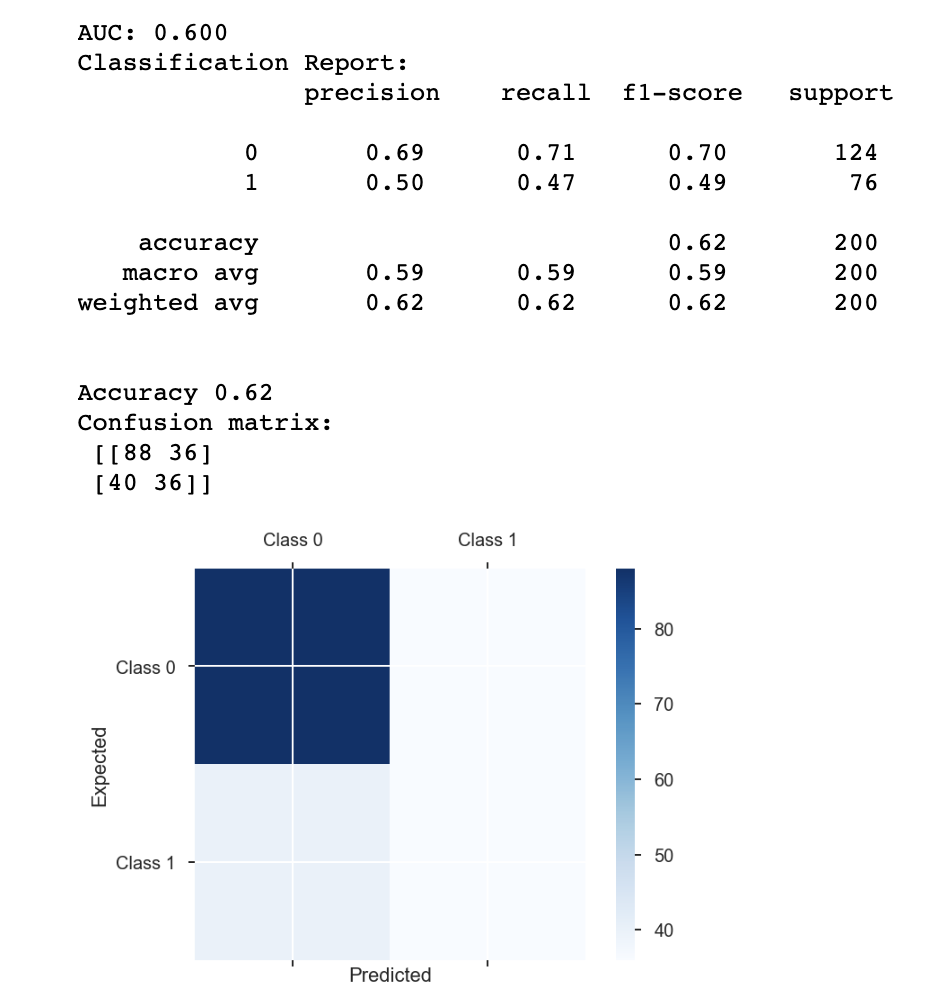 AUC: 0.600
Classification Report:
precision recall f1-score support
0 0.69 0.71 0.70 124
1 0.50 0.47 0.49 76
accuracy 0.62 200
macro avg 0.59 0.59 0.59 200
weighted avg 0.62 0.62 0.62 200
Accuracy 0.62
Confusion matrix:
[[88 36]
[40 36]]
Class 0 Class 1
Class 0
Class 1
Expected
Predicted
80
70
60
50
40